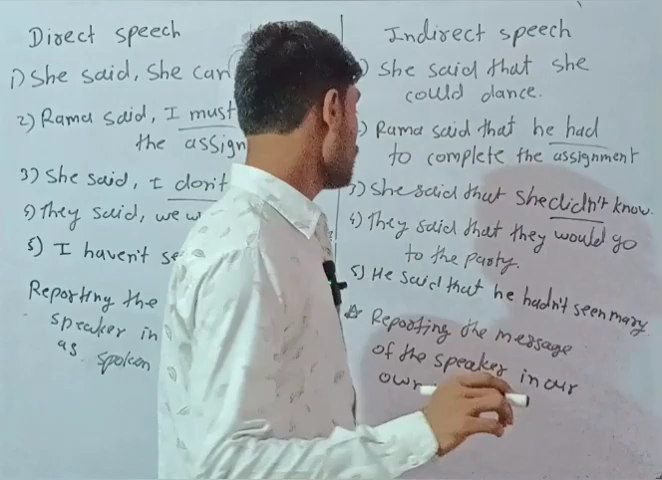 Direct speech
1) She said, She can
2) Rama said, I must
the assign
3) She said, I don't
4) They said, we w
5) I haven't se
Reporting the
speaker in
as spoken
Indirect speech
) She said that she
could dance.
) Rama said that he had
to complete the assignment
3) She said that she didn't know.
4) They said that they would go
to the party.
5) He said that he hadn't seen mary.
☆ Reporting the message
of the speaker in our
own